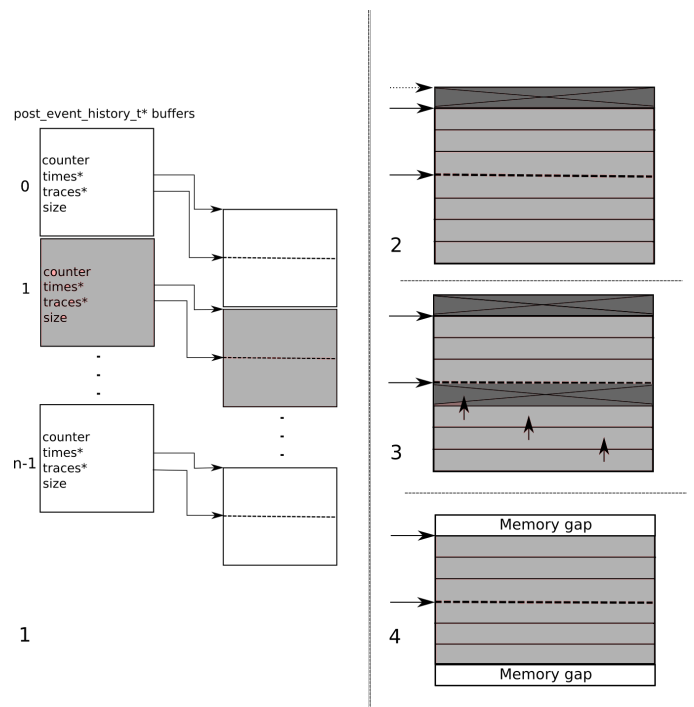 post_event_history_t* buffers
0
counter
times*
traces*
size
1
counter
times*
traces*
size
n-1
counter
times*
traces*
size
1
2
3
Memory gap
4
Memory gap